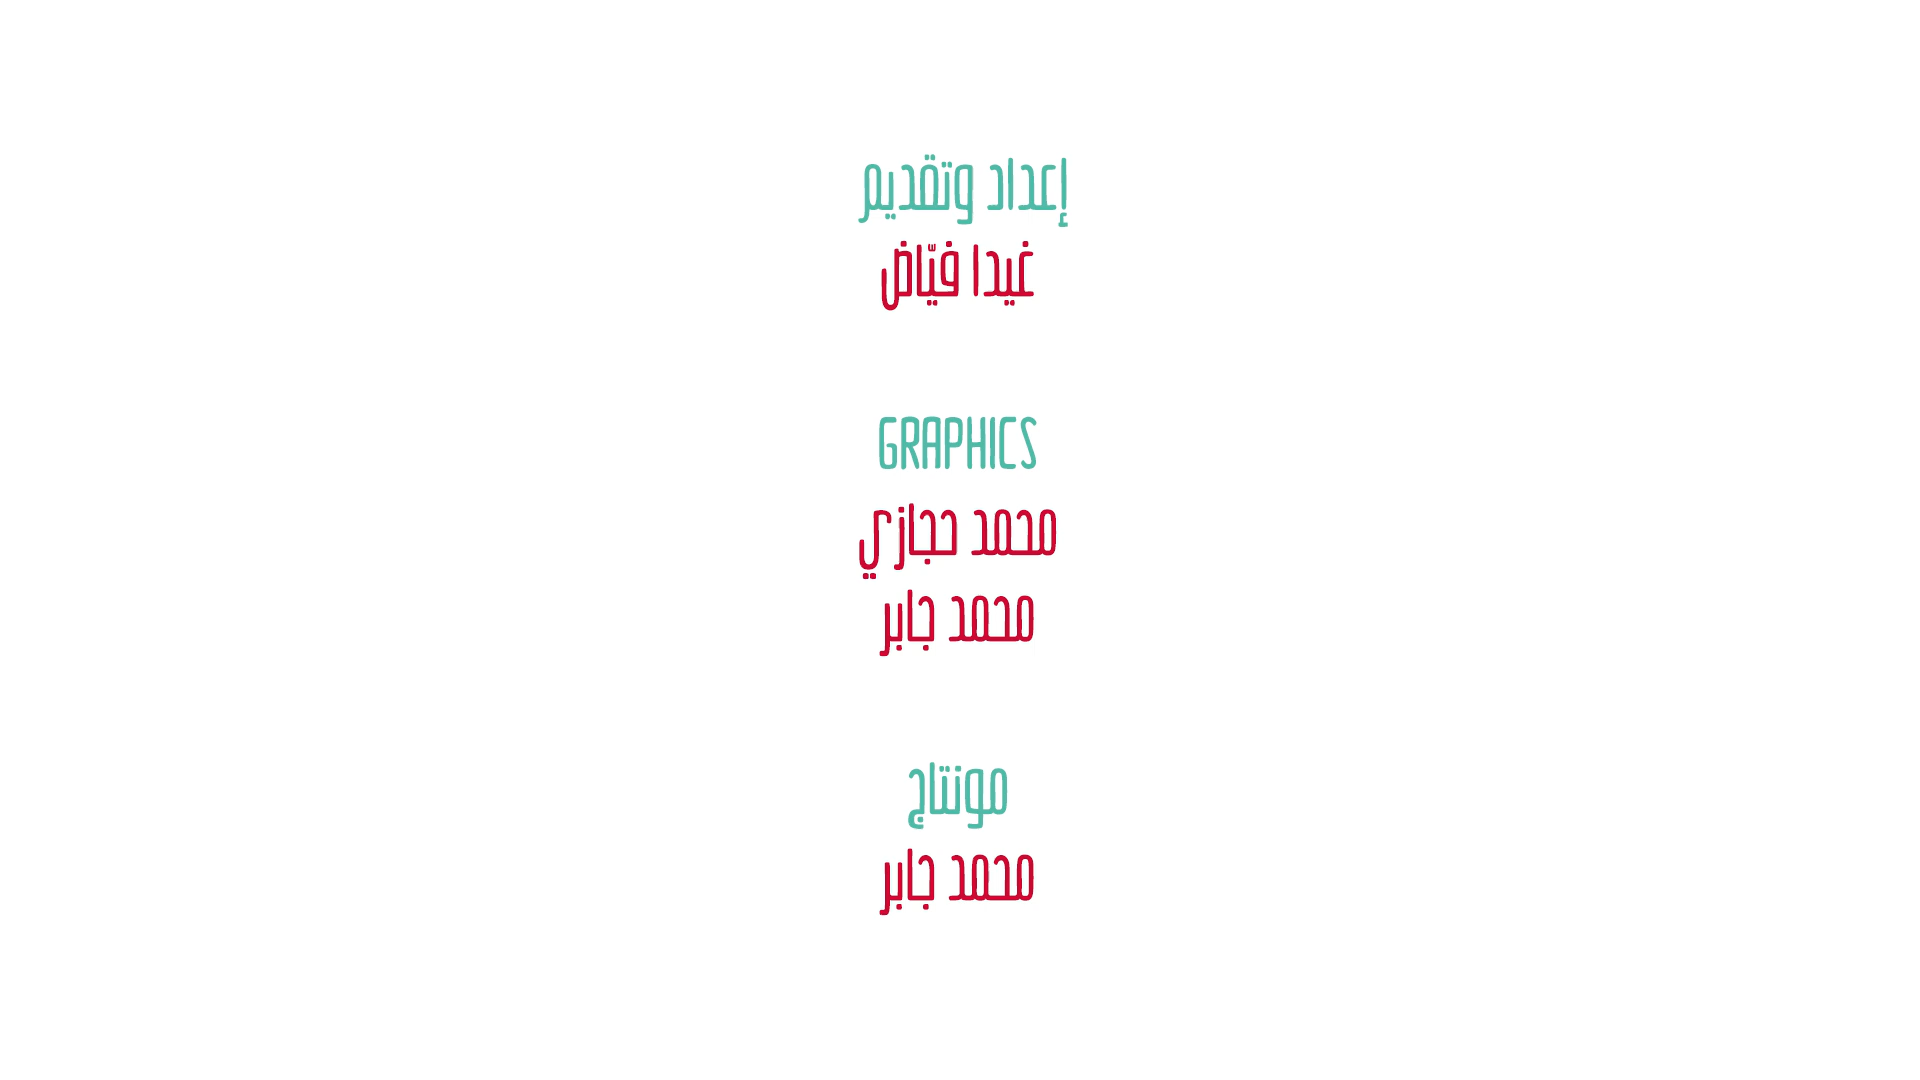 إعداد وتقديم
غيدا فيّاض
GRAPHICS
محمد حجازي
محمد جابر
مونتاج
محمد جابر